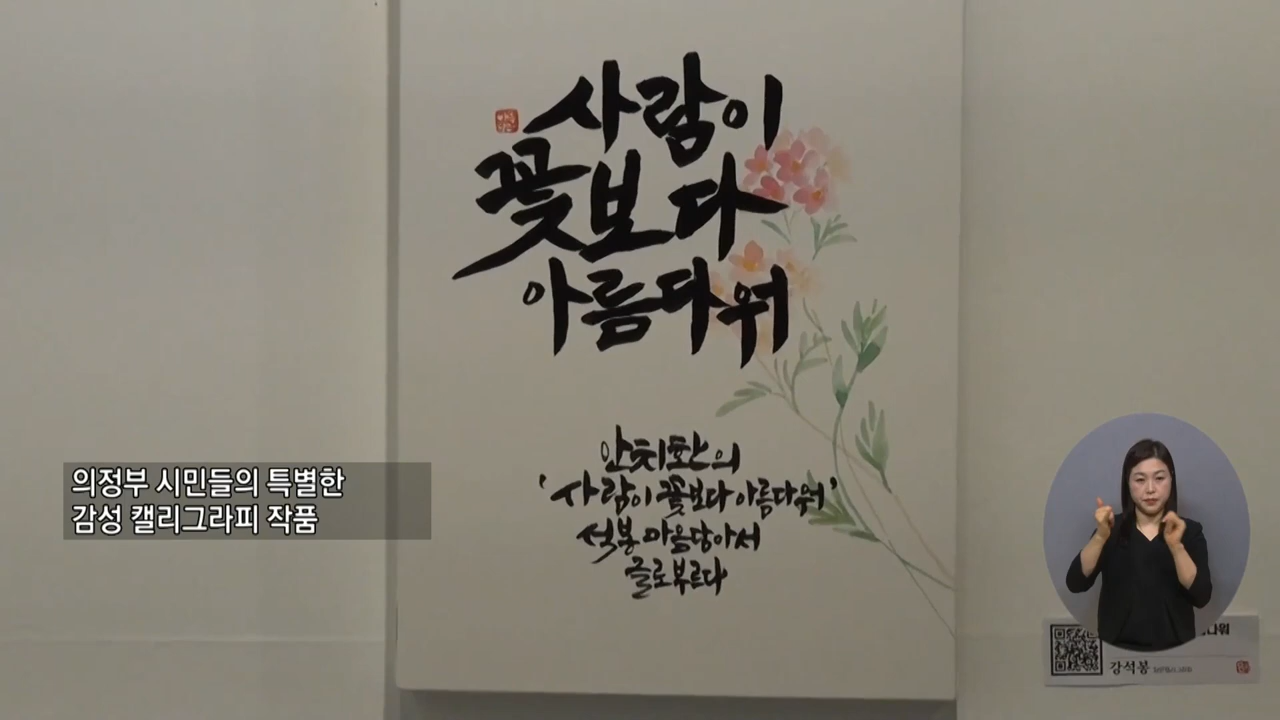 사람이
꽃보다
아름다워
안치환의
'사람이 꽃보다 아름다워'
석봉 마음담아서
글로부르다
의정부 시민들의 특별한
감성 캘리그라피 작품
강석봉